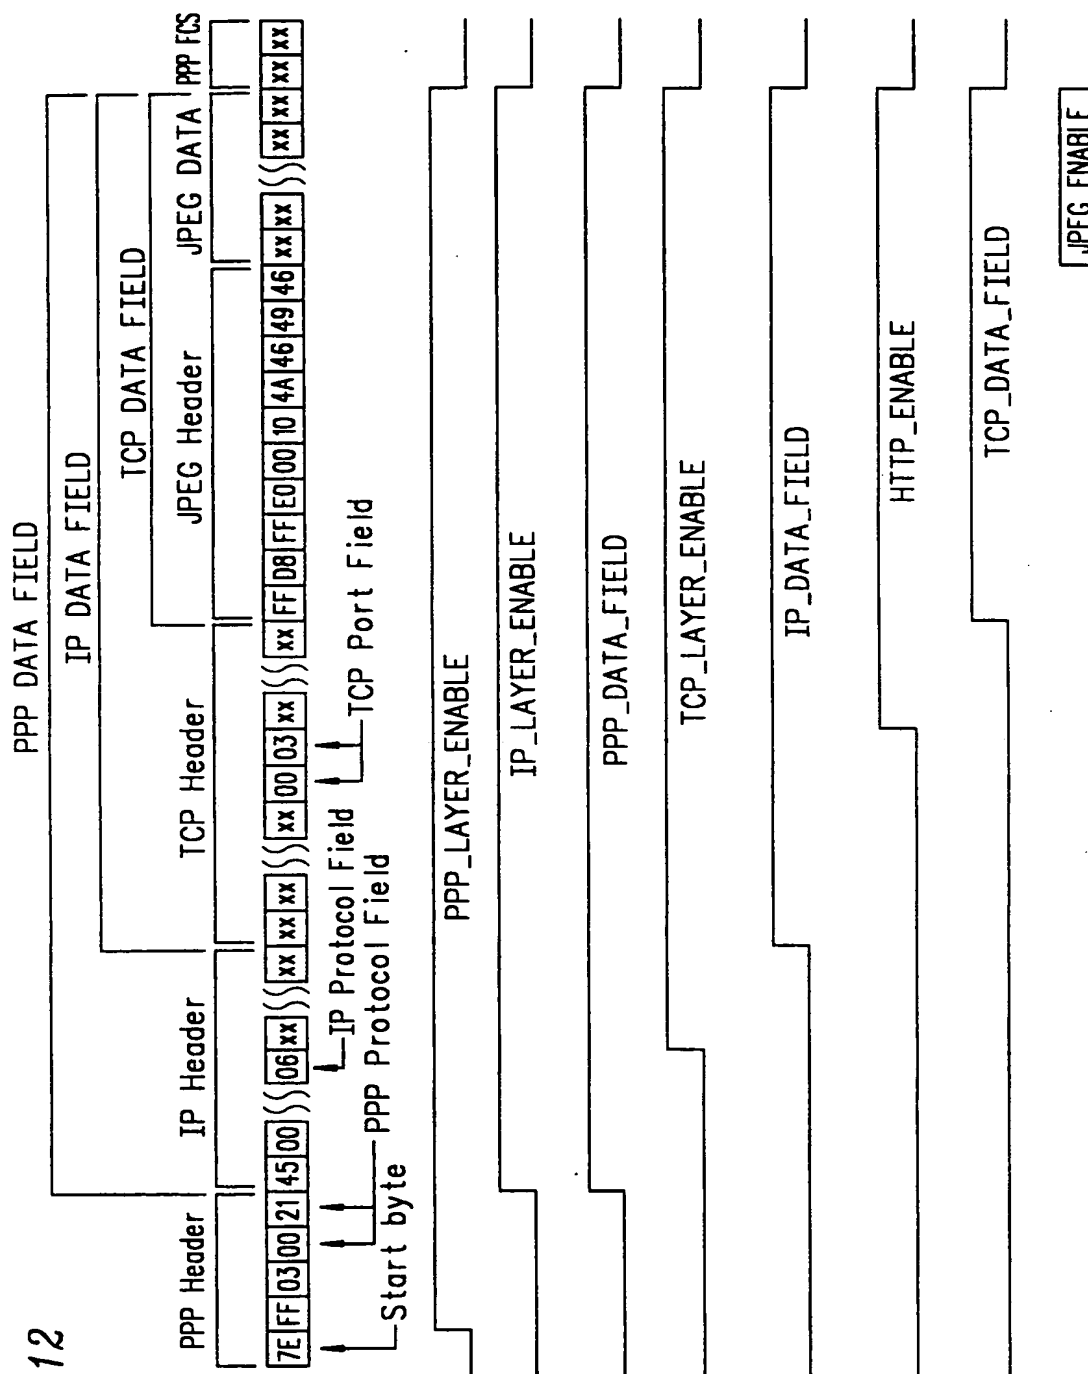 12
PPP DATA FIELD
IP DATA FIELD
TCP DATA FIELD
PPP Header
IP Header
TCP Header
JPEG Header
JPEG DATA
PPP FCS
7E FF 03 00 21 45 00 06 xx xx xx xx xx 00 03 xx xx FF D8 FF E0 00 10 4A 46 49 46 xx xx xx xx xx xx
IP Protocol Field
TCP Port Field
PPP Protocol Field
Start byte
PPP_LAYER_ENABLE
IP_LAYER_ENABLE
PPP_DATA_FIELD
TCP_LAYER_ENABLE
IP_DATA_FIELD
HTTP_ENABLE
TCP_DATA_FIELD
JPEG ENABLE